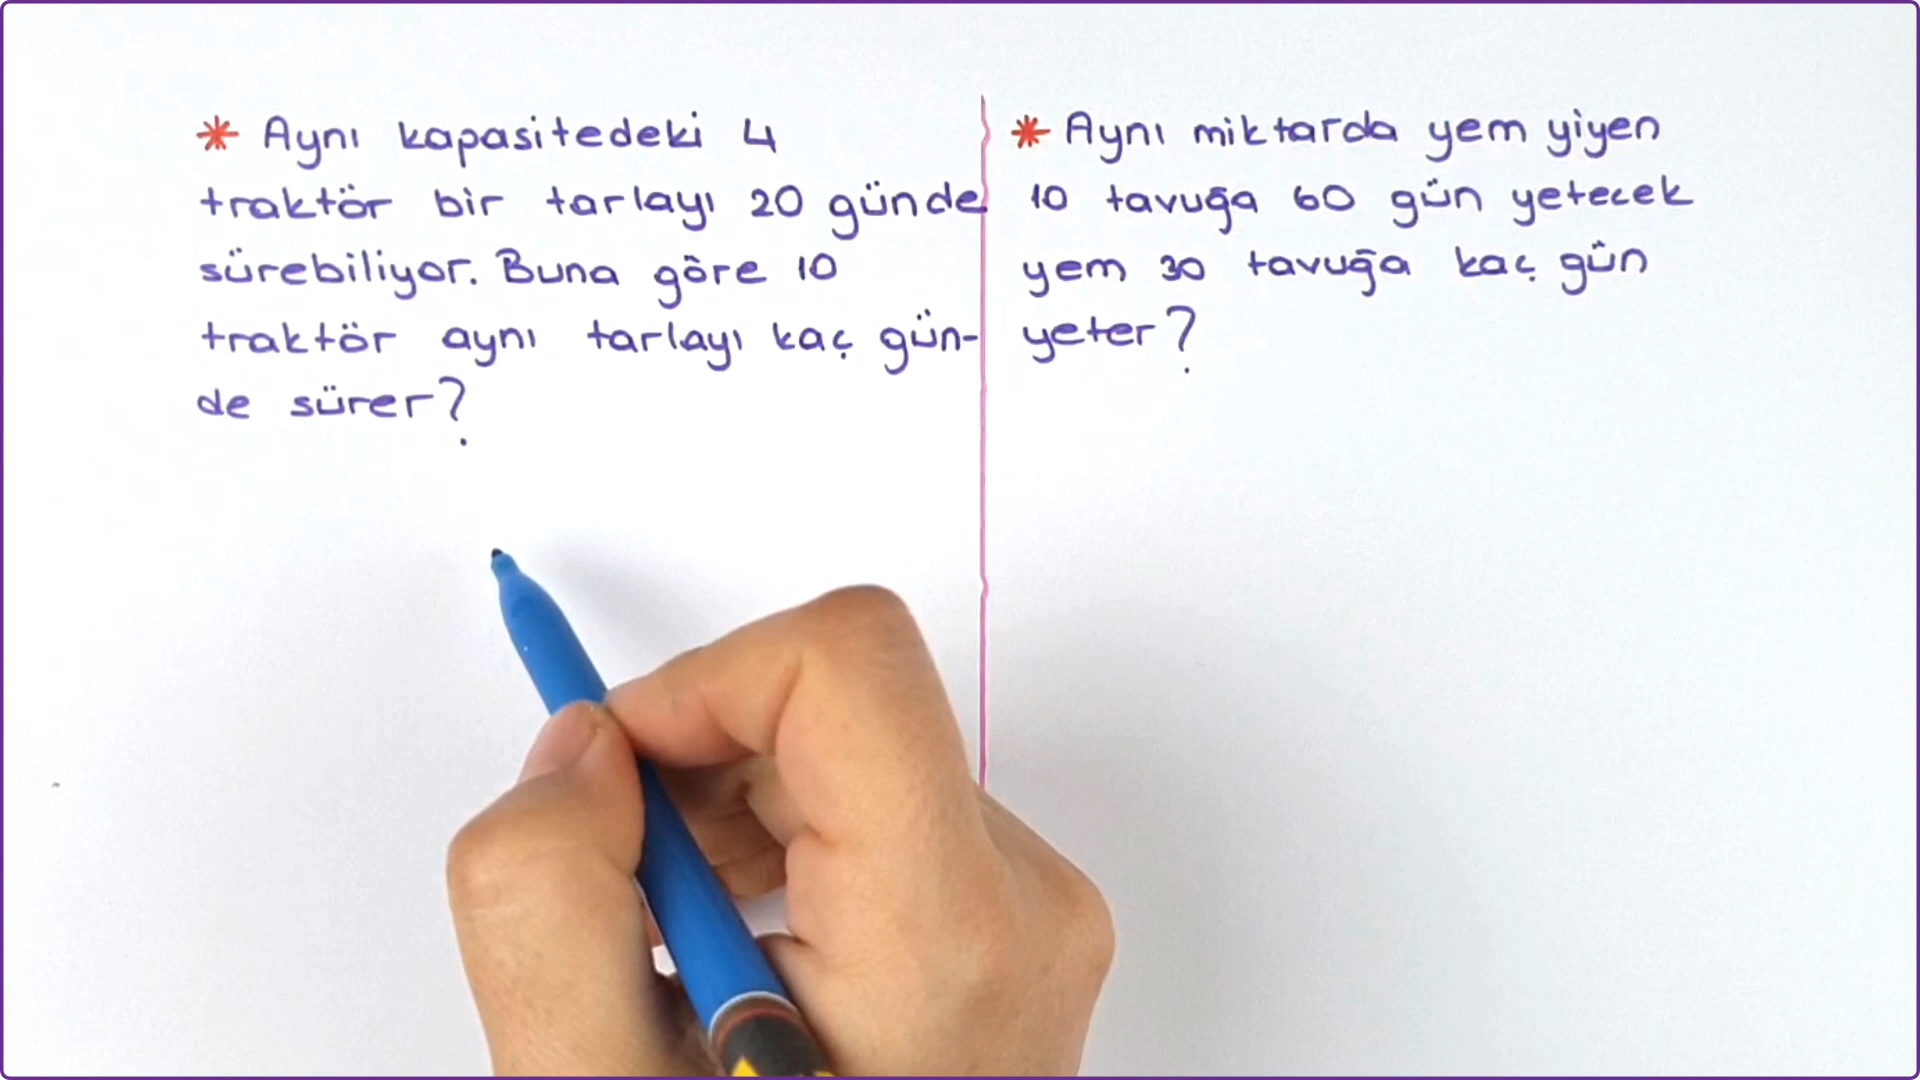 * Aynı kapasitedeki 4
traktör bir tarlayı 20 günde
sürebiliyor. Buna göre 10
traktör aynı tarlayı kaç gün-
de sürer?
* Aynı miktarda yem yiyen
10 tavuğa 60 gün yetecek
yem 30 tavuğa kaç gün
yeter?